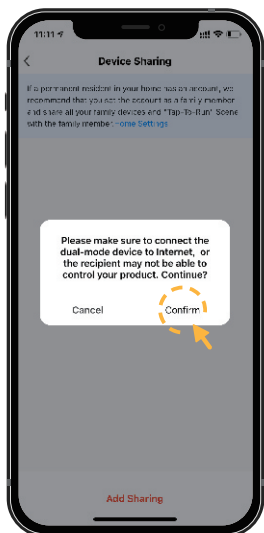 11:11
Device Sharing
If a permanent resident in your home has an account, we
recommend that you set the account as a family member
and share all your family devices and "Tap-To-Run" Scene
with the family member. Home Settings
Please make sure to connect the
dual-mode device to Internet, or
the recipient may not be able to
control your product. Continue?
Cancel Confirm
Add Sharing